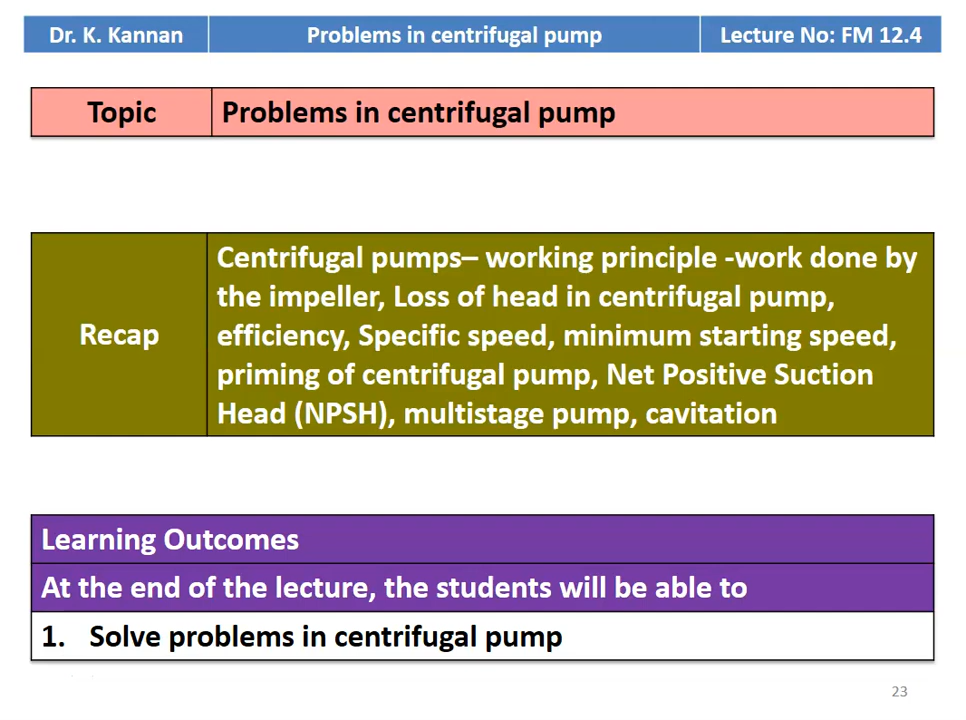 Dr. K. Kannan Problems in centrifugal pump Lecture No: FM 12.4
Topic Problems in centrifugal pump
Centrifugal pumps– working principle -work done by
the impeller, Loss of head in centrifugal pump,
Recap efficiency, Specific speed, minimum starting speed,
priming of centrifugal pump, Net Positive Suction
Head (NPSH), multistage pump, cavitation
Learning Outcomes
At the end of the lecture, the students will be able to
1. Solve problems in centrifugal pump
23